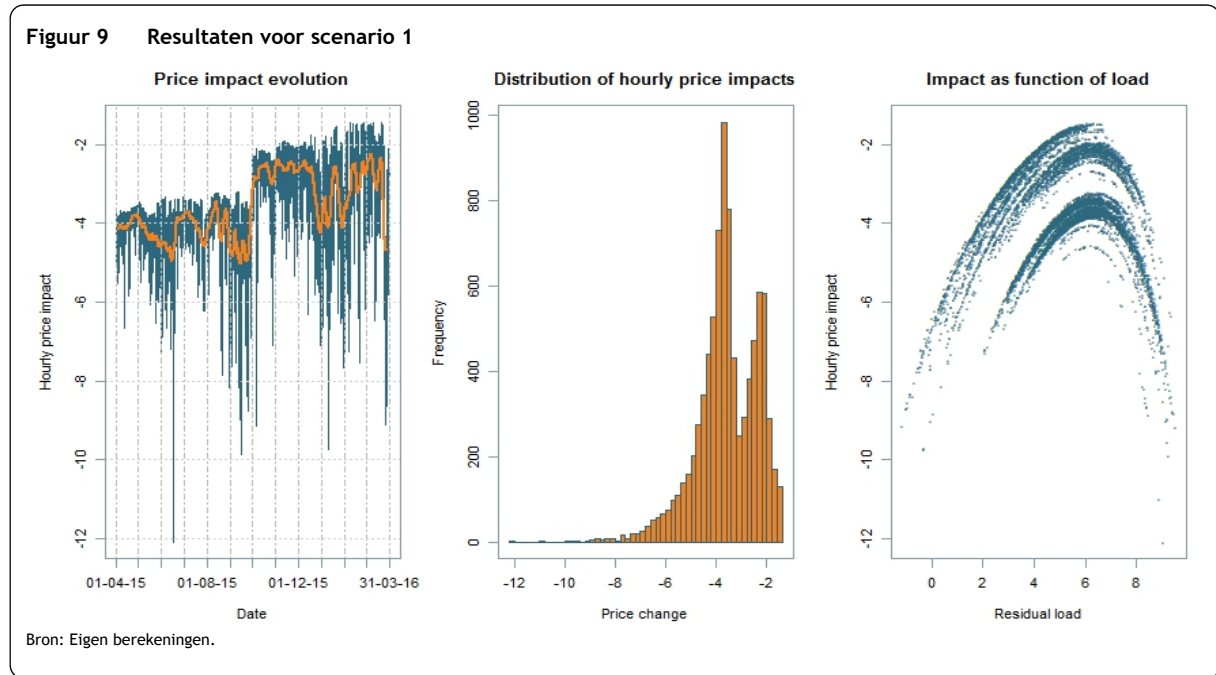 Figuur 9 Resultaten voor scenario 1
Price impact evolution
Hourly price impact
-2
-4
-6
-8
-10
-12
01-04-15 01-08-15 01-12-15 31-03-16
Date
Distribution of hourly price impacts
Frequency
1000
800
600
400
200
0
-12 -10 -8 -6 -4 -2
Price change
Impact as function of load
Hourly price impact
-2
-4
-6
-8
-10
-12
0 2 4 6 8
Residual load
Bron: Eigen berekeningen.